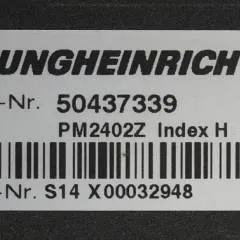 UNGHEINRICH
-Nr. 50437339
PM2402Z Index H
-Nr. S14 X00032948